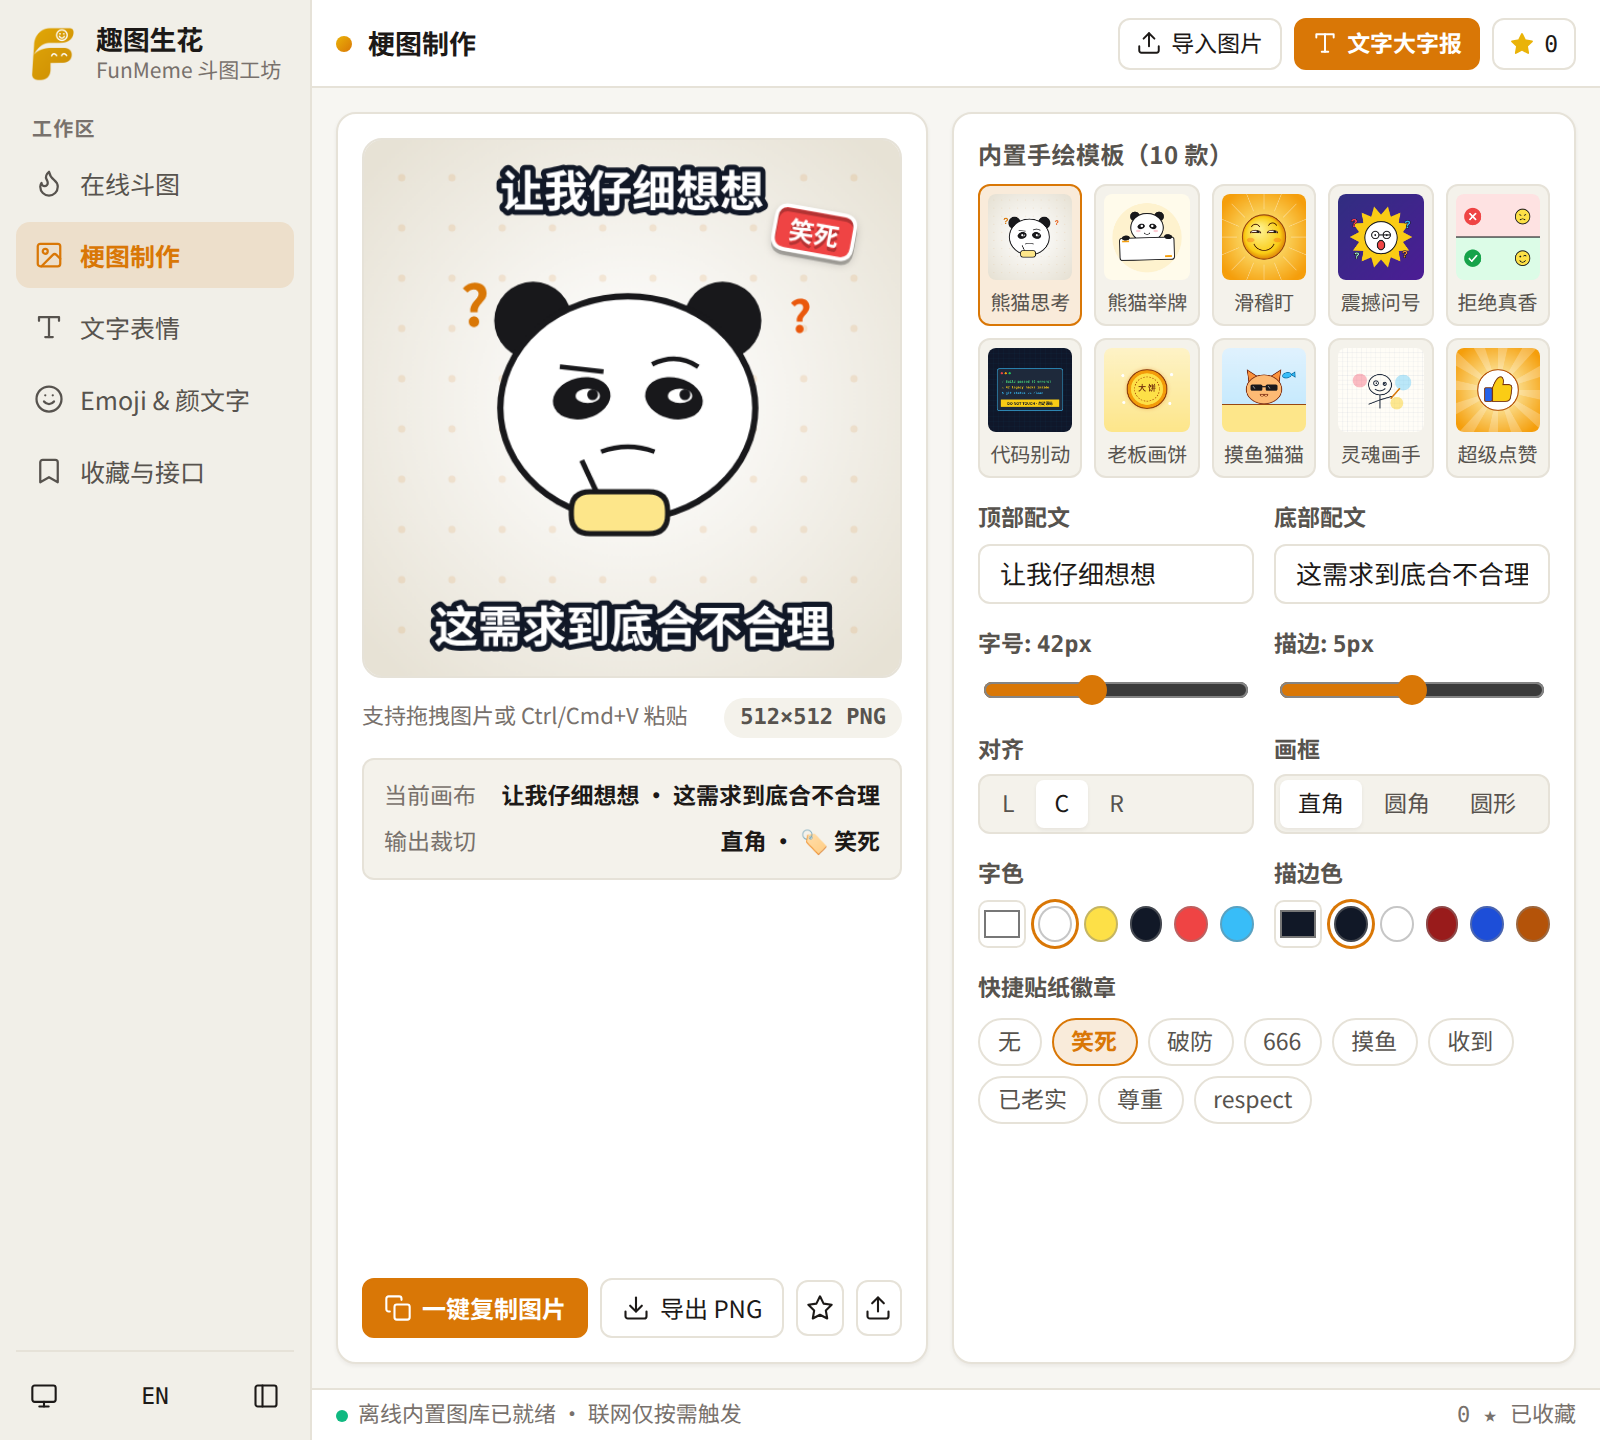 趣图生花
FunMeme 斗图工坊
工作区
在线斗图
梗图制作
文字表情
Emoji & 颜文字
收藏与接口
EN
梗图制作
导入图片
文字大字报
0
让我仔细想想
笑死
?
?
这需求到底合不合理
支持拖拽图片或 Ctrl/Cmd+V 粘贴
512×512 PNG
当前画布
让我仔细想想 • 这需求到底合不合理
输出裁切
直角 • 🏷️ 笑死
一键复制图片
导出 PNG
内置手绘模板（10 款）
熊猫思考
熊猫举牌
滑稽盯
震撼问号
拒绝真香
代码别动
大饼
老板画饼
摸鱼猫猫
灵魂画手
超级点赞
顶部配文
底部配文
让我仔细想想
这需求到底合不合理
字号: 42px
描边: 5px
对齐
画框
L C R
直角 圆角 圆形
字色
描边色
快捷贴纸徽章
无 笑死 破防 666 摸鱼 收到
已老实 尊重 respect
离线内置图库已就绪 • 联网仅按需触发
0 ★ 已收藏